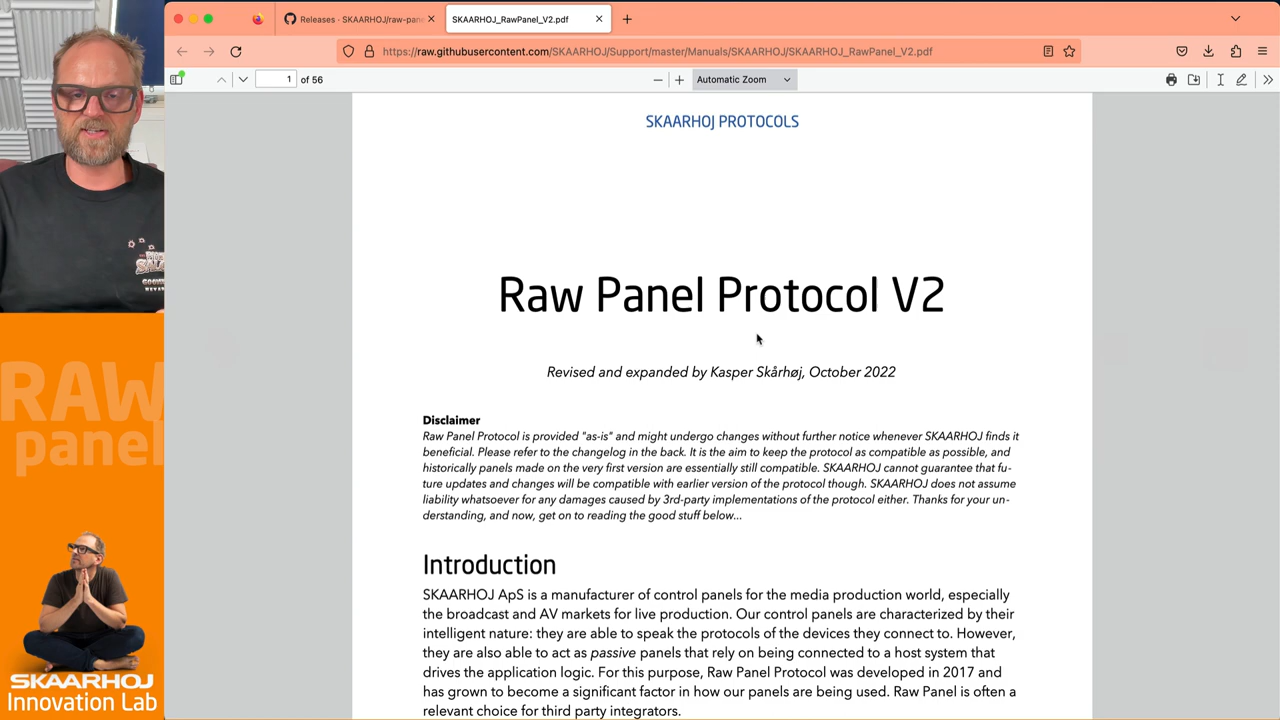 Releases - SKAARHOJ/raw-pan
SKAARHOJ_RawPanel_V2.pdf
https://raw.githubusercontent.com/SKAARHOJ/Support/master/Manuals/SKAARHOJ/SKAARHOJ_RawPanel_V2.pdf
1 of 56
Automatic Zoom
SKAARHOJ PROTOCOLS
Raw Panel Protocol V2
Revised and expanded by Kasper Skårhøj, October 2022
Disclaimer
Raw Panel Protocol is provided "as-is" and might undergo changes without further notice whenever SKAARHOJ finds it
beneficial. Please refer to the changelog in the back. It is the aim to keep the protocol as compatible as possible, and
historically panels made on the very first version are essentially still compatible. SKAARHOJ cannot guarantee that fu-
ture updates and changes will be compatible with earlier version of the protocol though. SKAARHOJ does not assume
liability whatsoever for any damages caused by 3rd-party implementations of the protocol either. Thanks for your un-
derstanding, and now, get on to reading the good stuff below...
Introduction
SKAARHOJ ApS is a manufacturer of control panels for the media production world, especially
the broadcast and AV markets for live production. Our control panels are characterized by their
intelligent nature: they are able to speak the protocols of the devices they connect to. However,
they are also able to act as passive panels that rely on being connected to a host system that
drives the application logic. For this purpose, Raw Panel Protocol was developed in 2017 and
has grown to become a significant factor in how our panels are being used. Raw Panel is often a
relevant choice for third party integrators.
RAW
panel
SKAARHOJ
Innovation Lab